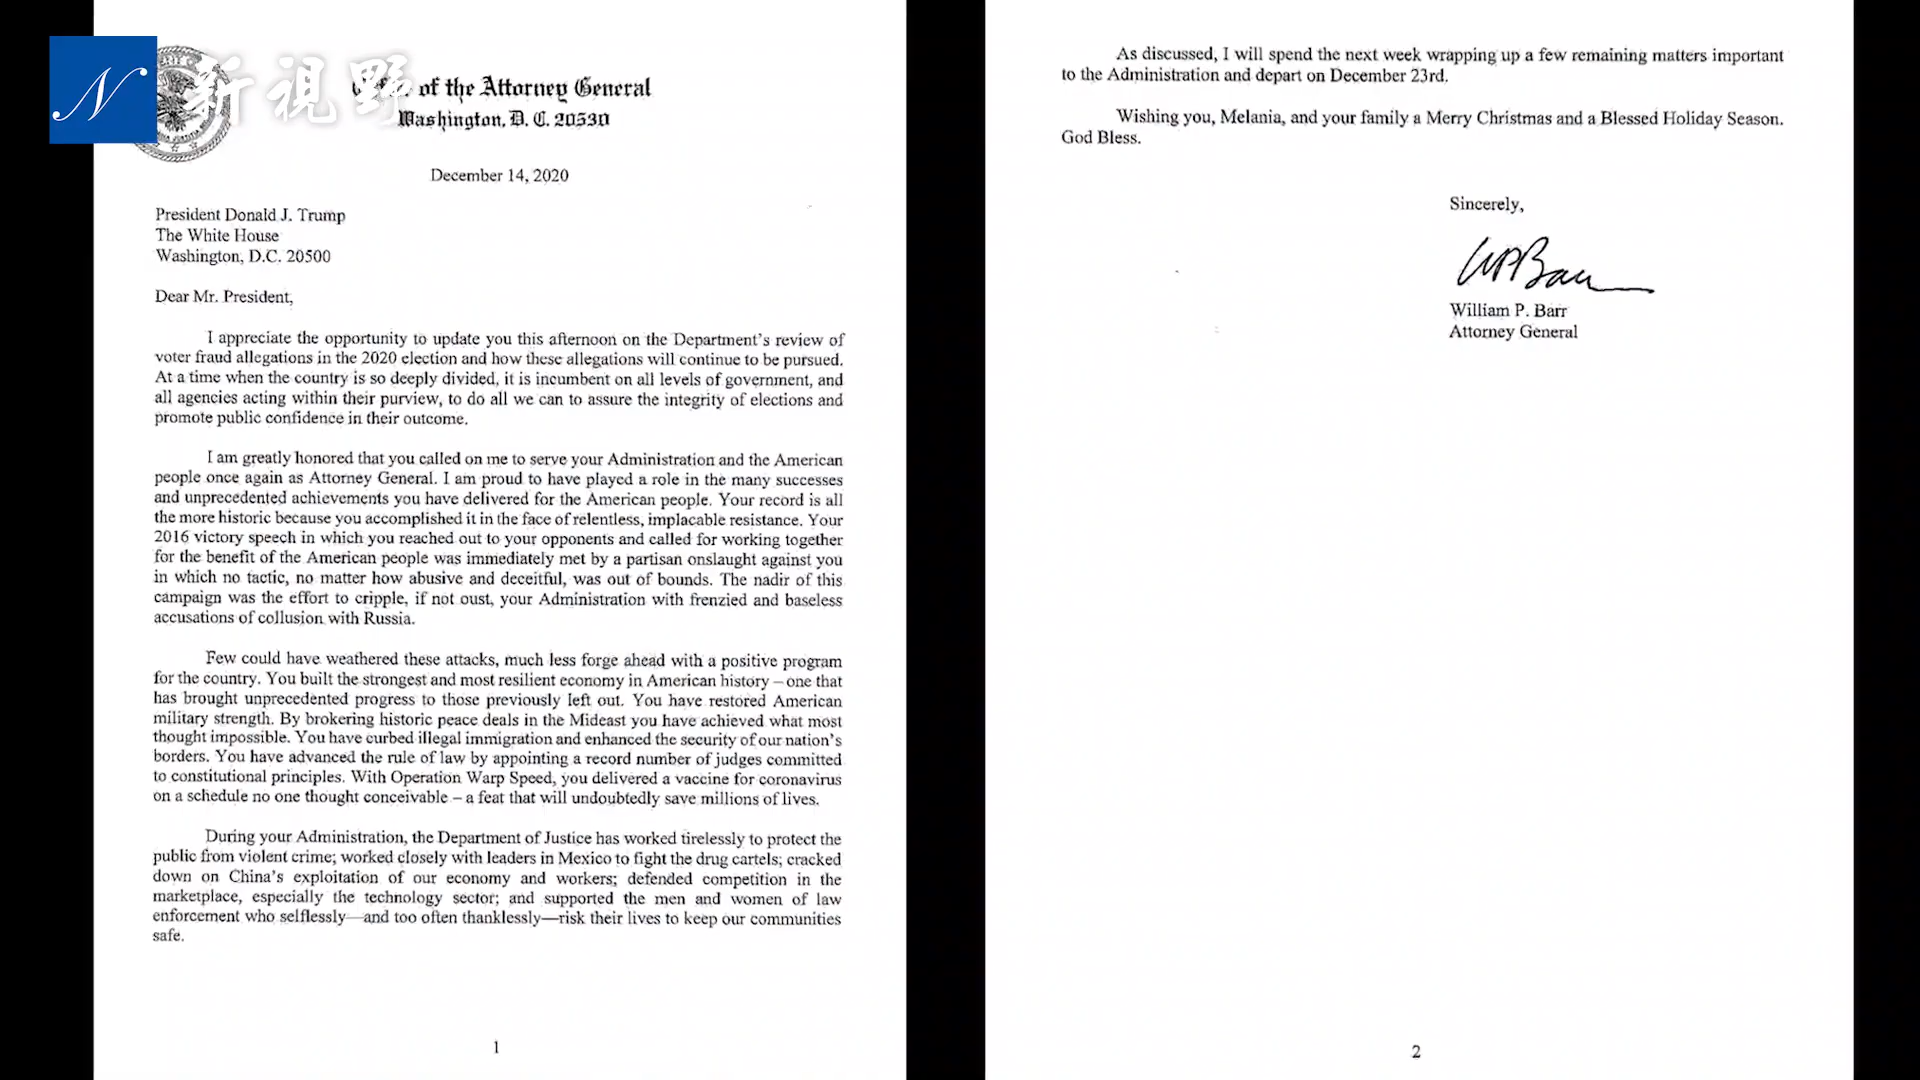 N 新視野
of the Attorney General
Washington, D. C. 20530
December 14, 2020
President Donald J. Trump
The White House
Washington, D.C. 20500
Dear Mr. President,
I appreciate the opportunity to update you this afternoon on the Department's review of
voter fraud allegations in the 2020 election and how these allegations will continue to be pursued.
At a time when the country is so deeply divided, it is incumbent on all levels of government, and
all agencies acting within their purview, to do all we can to assure the integrity of elections and
promote public confidence in their outcome.
I am greatly honored that you called on me to serve your Administration and the American
people once again as Attorney General. I am proud to have played a role in the many successes
and unprecedented achievements you have delivered for the American people. Your record is all
the more historic because you accomplished it in the face of relentless, implacable resistance. Your
2016 victory speech in which you reached out to your opponents and called for working together
for the benefit of the American people was immediately met by a partisan onslaught against you
in which no tactic, no matter how abusive and deceitful, was out of bounds. The nadir of this
campaign was the effort to cripple, if not oust, your Administration with frenzied and baseless
accusations of collusion with Russia.
Few could have weathered these attacks, much less forge ahead with a positive program
for the country. You built the strongest and most resilient economy in American history – one that
has brought unprecedented progress to those previously left out. You have restored American
military strength. By brokering historic peace deals in the Mideast you have achieved what most
thought impossible. You have curbed illegal immigration and enhanced the security of our nation's
borders. You have advanced the rule of law by appointing a record number of judges committed
to constitutional principles. With Operation Warp Speed, you delivered a vaccine for coronavirus
on a schedule no one thought conceivable – a feat that will undoubtedly save millions of lives.
During your Administration, the Department of Justice has worked tirelessly to protect the
public from violent crime; worked closely with leaders in Mexico to fight the drug cartels; cracked
down on China's exploitation of our economy and workers; defended competition in the
marketplace, especially the technology sector; and supported the men and women of law
enforcement who selflessly—and too often thanklessly—risk their lives to keep our communities
safe.
1
As discussed, I will spend the next week wrapping up a few remaining matters important
to the Administration and depart on December 23rd.
Wishing you, Melania, and your family a Merry Christmas and a Blessed Holiday Season.
God Bless.
Sincerely,
WPBarr
William P. Barr
Attorney General
2